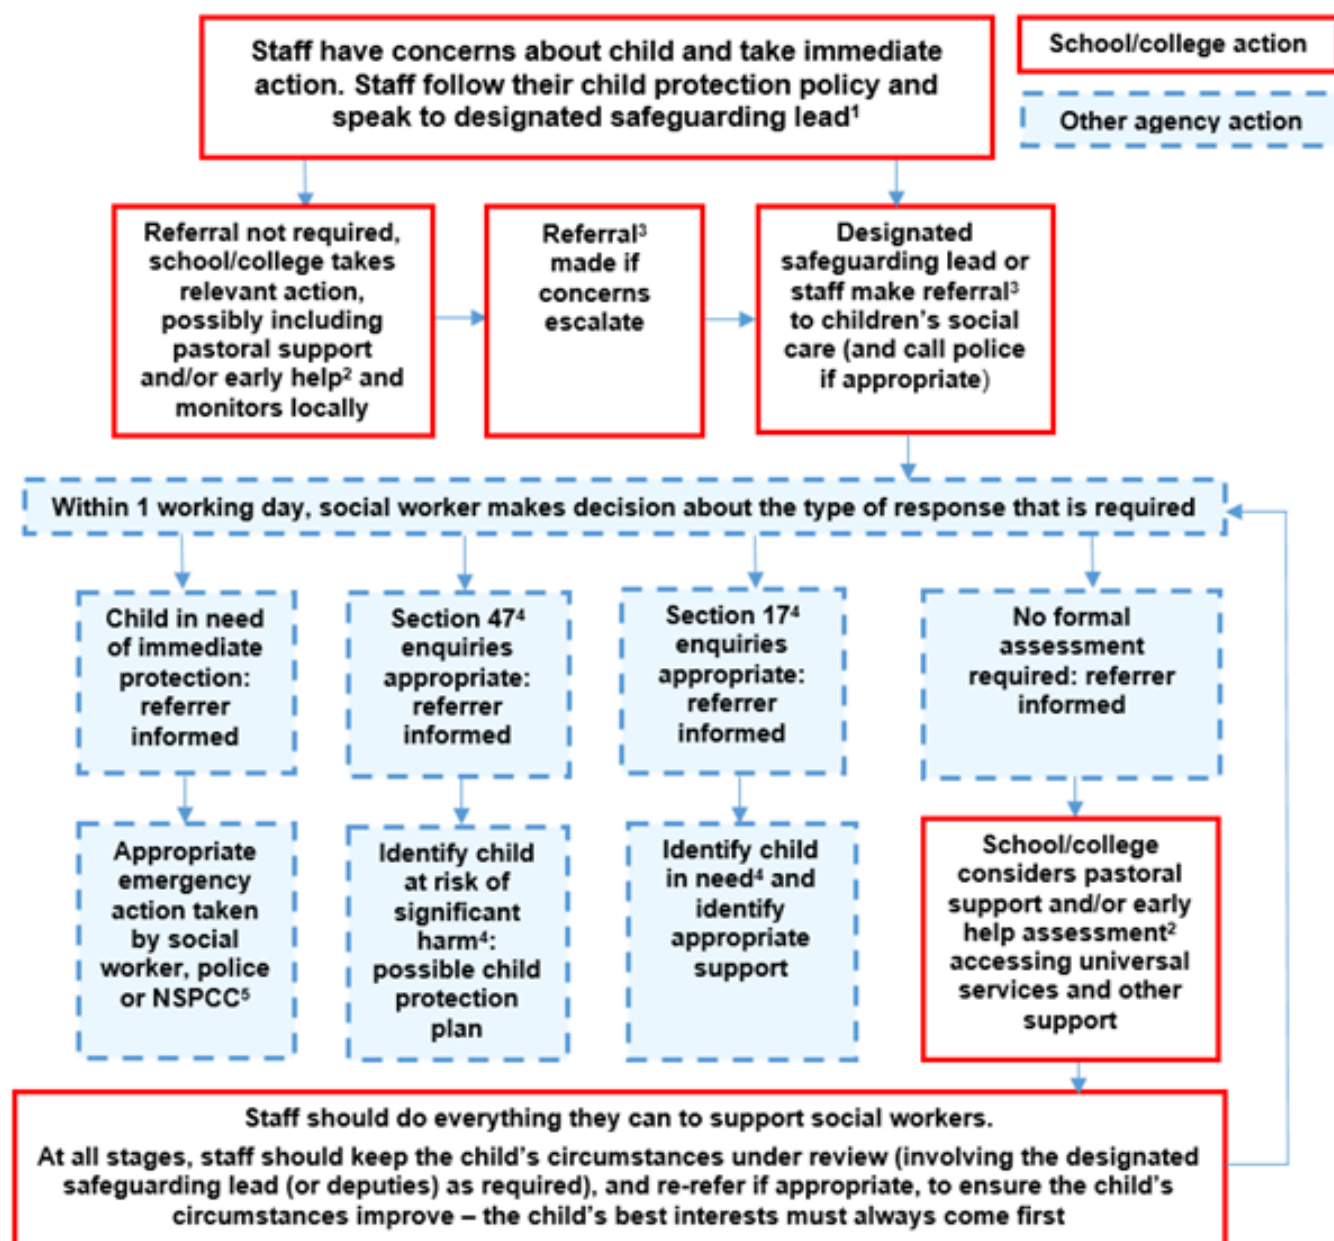 Staff have concerns about child and take immediate
action. Staff follow their child protection policy and
speak to designated safeguarding lead¹
School/college action
Other agency action
Referral not required,
school/college takes
relevant action,
possibly including
pastoral support
and/or early help² and
monitors locally
Referral³
made if
concerns
escalate
Designated
safeguarding lead or
staff make referral³
to children's social
care (and call police
if appropriate)
Within 1 working day, social worker makes decision about the type of response that is required
Child in need
of immediate
protection:
referrer
informed
Section 47⁴
enquiries
appropriate:
referrer
informed
Section 17⁴
enquiries
appropriate:
referrer
informed
No formal
assessment
required: referrer
informed
Appropriate
emergency
action taken
by social
worker, police
or NSPCC⁵
Identify child
at risk of
significant
harm⁴:
possible child
protection
plan
Identify child
in need⁴ and
identify
appropriate
support
School/college
considers pastoral
support and/or early
help assessment²
accessing universal
services and other
support
Staff should do everything they can to support social workers.
At all stages, staff should keep the child's circumstances under review (involving the designated
safeguarding lead (or deputies) as required), and re-refer if appropriate, to ensure the child's
circumstances improve – the child's best interests must always come first